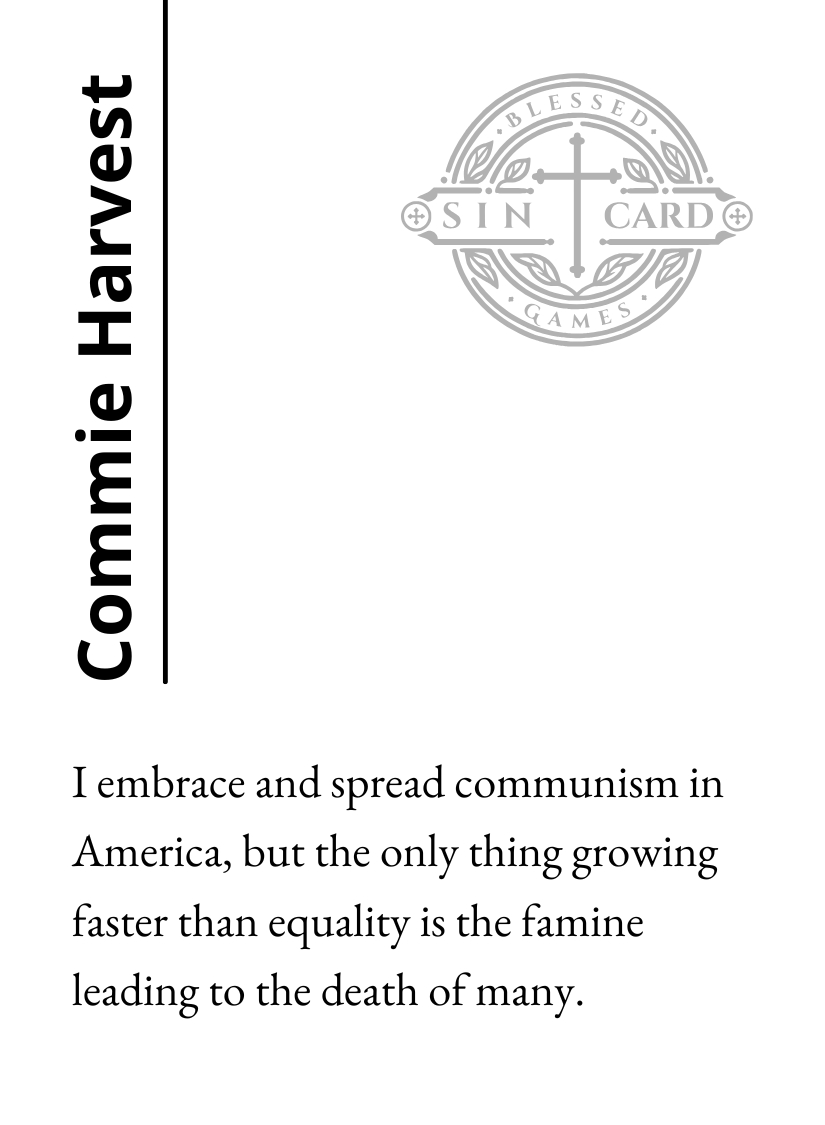 Commie Harvest
BLESSED
SIN CARD
GAMES
I embrace and spread communism in
America, but the only thing growing
faster than equality is the famine
leading to the death of many.